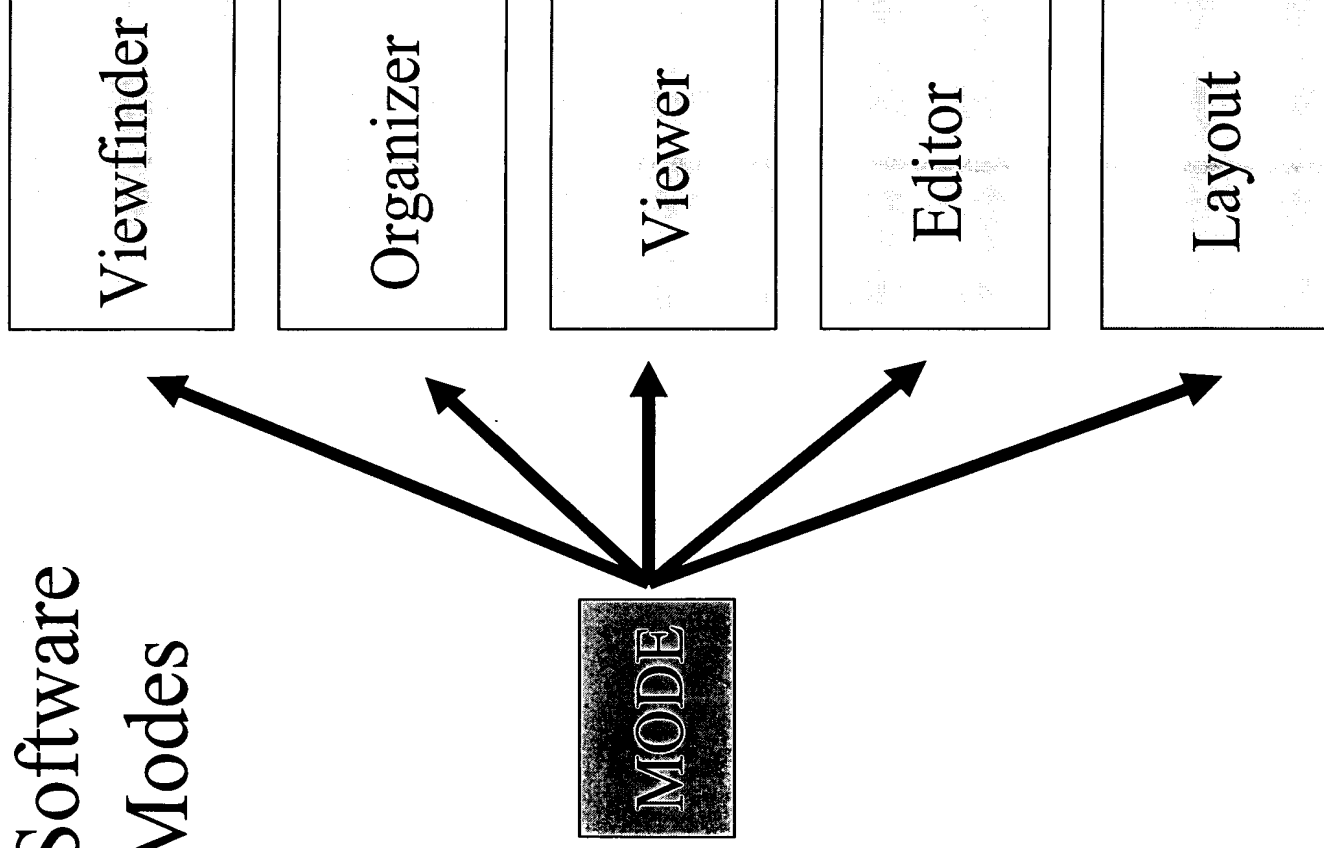 Software
Modes
MODE
Viewfinder
Organizer
Viewer
Editor
Layout